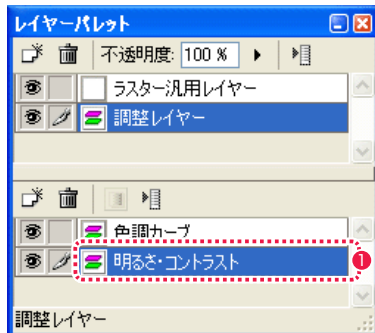 レイヤーパレット
不透明度: 100 %
ラスター汎用レイヤー
調整レイヤー
色調カーブ
明るさ・コントラスト
1
調整レイヤー